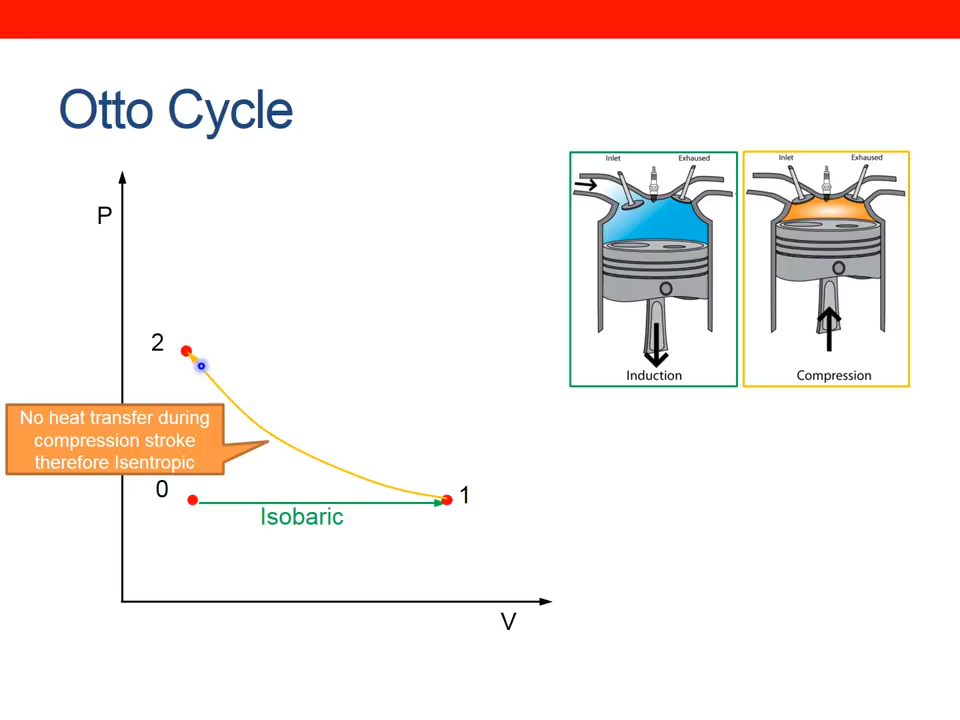 Otto Cycle
P
2
No heat transfer during
compression stroke
therefore Isentropic
0
1
Isobaric
V
Inlet
Exhaused
Induction
Inlet
Exhaused
Compression